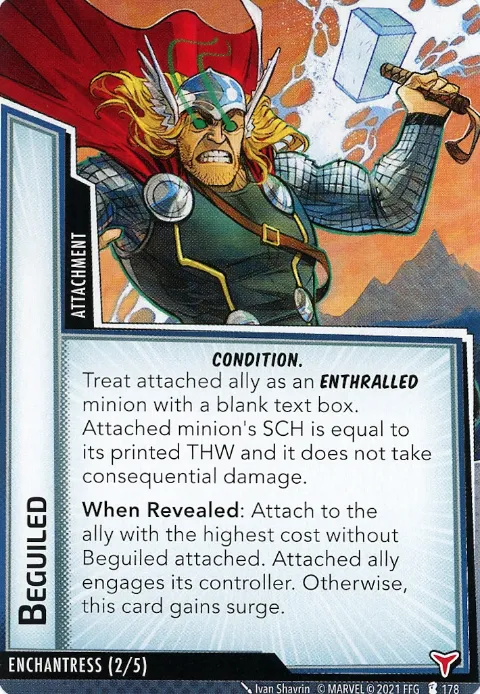 ATTACHMENT
CONDITION.
Treat attached ally as an ENTHRALLED
minion with a blank text box.
Attached minion's SCH is equal to
its printed THW and it does not take
consequential damage.
When Revealed: Attach to the
ally with the highest cost without
Beguiled attached. Attached ally
engages its controller. Otherwise,
this card gains surge.
BEGUILED
ENCHANTRESS (2/5)
Ivan Shavrin © MARVEL © 2021 FFG 178